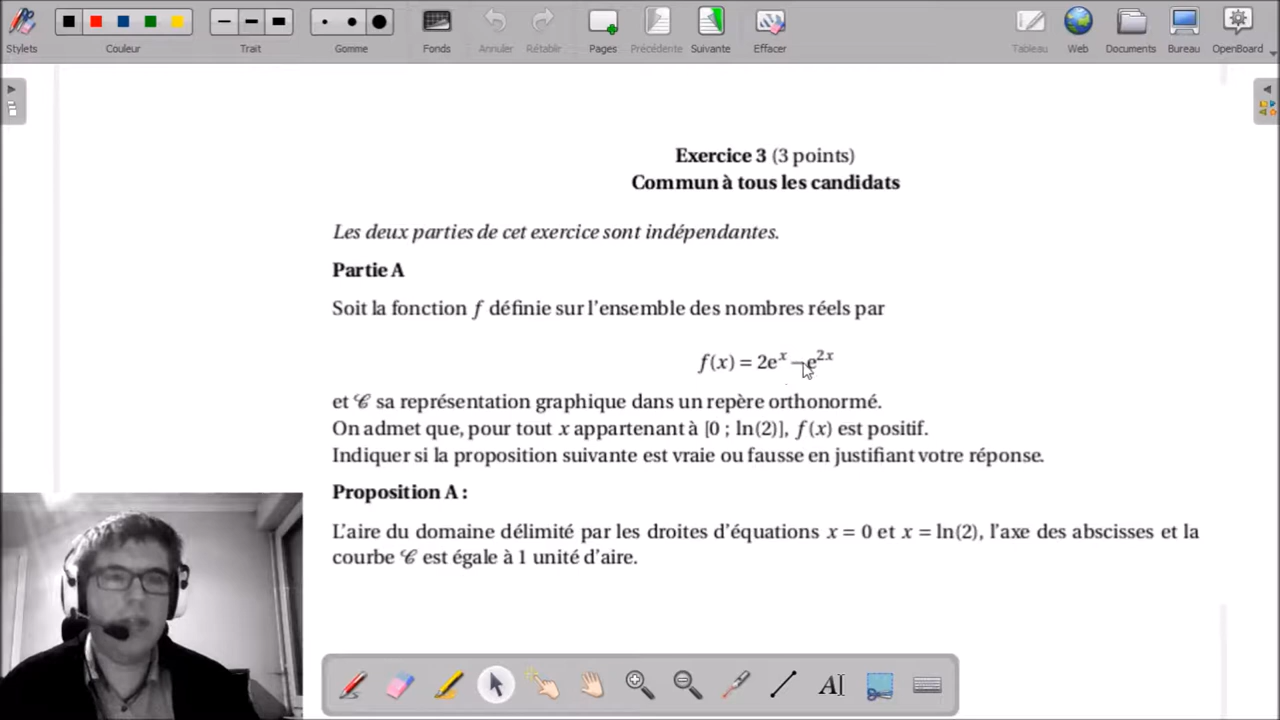 Stylets
Couleur
Trait
Gomme
Fonds
Annuler
Rétablir
Pages
Précédente
Suivante
Effacer
Tableau
Web
Documents
Bureau
OpenBoard
Exercice 3 (3 points)
Commun à tous les candidats
Les deux parties de cet exercice sont indépendantes.
Partie A
Soit la fonction f définie sur l'ensemble des nombres réels par
f(x) = 2eˣ − e²ˣ
et 𝒞 sa représentation graphique dans un repère orthonormé.
On admet que, pour tout x appartenant à [0 ; ln(2)], f(x) est positif.
Indiquer si la proposition suivante est vraie ou fausse en justifiant votre réponse.
Proposition A :
L'aire du domaine délimité par les droites d'équations x = 0 et x = ln(2), l'axe des abscisses et la
courbe 𝒞 est égale à 1 unité d'aire.